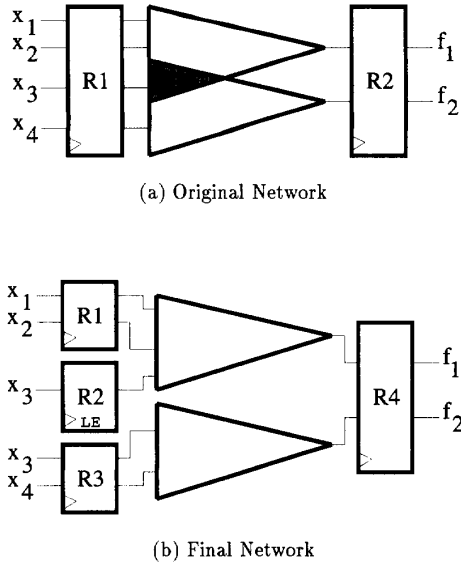 x1
x2
x3
x4
R1
R2
f1
f2
(a) Original Network
x1
x2
x3
x3
x4
R1
R2
LE
R3
R4
f1
f2
(b) Final Network